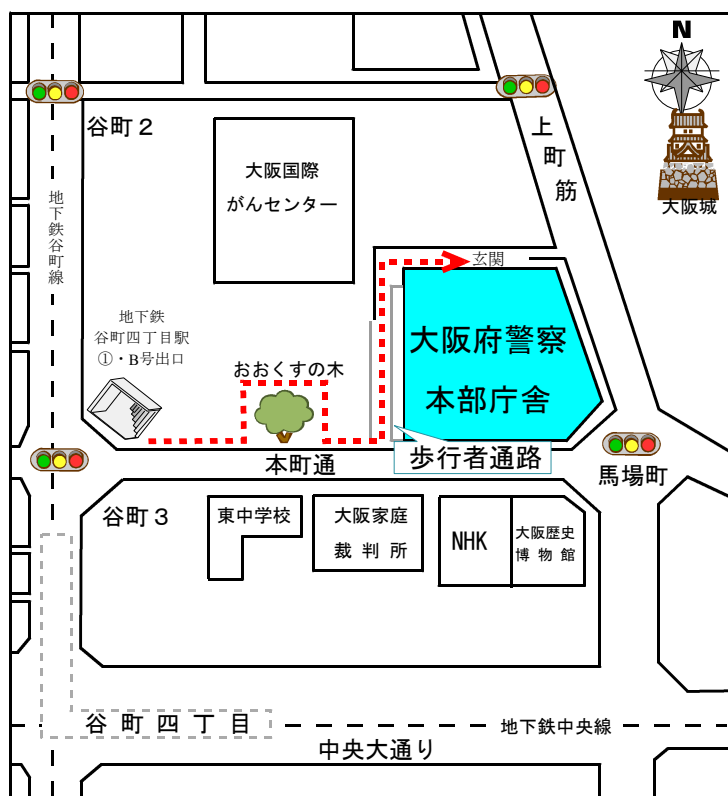 N
谷町２
上
町
筋
大阪国際
がんセンター
大阪城
地下鉄谷町線
玄関
地下鉄
谷町四丁目駅
①・B号出口
おおくすの木
大阪府警察
本部庁舎
本町通
歩行者通路
馬場町
谷町３
東中学校
大阪家庭
裁判所
NHK
大阪歴史
博物館
谷町四丁目
地下鉄中央線
中央大通り